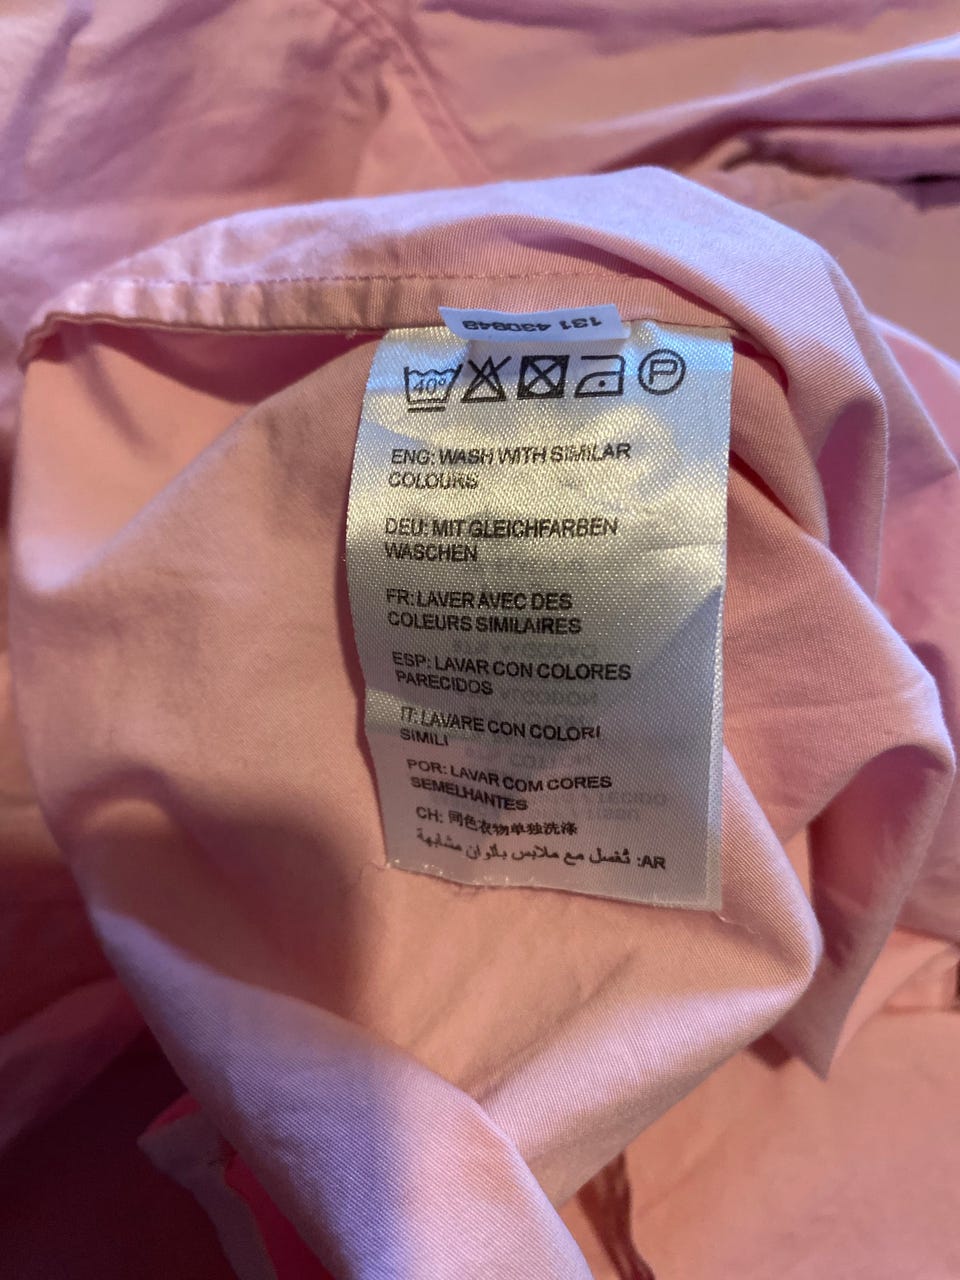 131 430949
40°
P
ENG: WASH WITH SIMILAR
COLOURS
DEU: MIT GLEICHFARBEN
WASCHEN
FR: LAVER AVEC DES
COLEURS SIMILAIRES
ESP: LAVAR CON COLORES
PARECIDOS
IT: LAVARE CON COLORI
SIMILI
POR: LAVAR COM CORES
SEMELHANTES
CH: 同色衣物单独洗涤
AR: تُغسل مع ملابس بألوان مشابهة